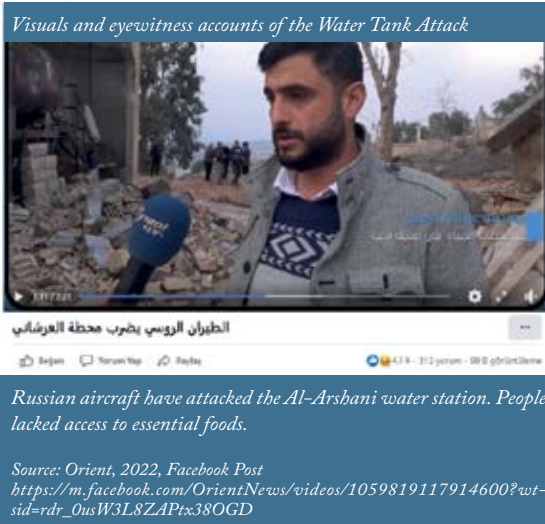 Visuals and eyewitness accounts of the Water Tank Attack
الطيران الروسي يضرب محطة العرشاني
Beğen Yorum Yap Paylaş
Russian aircraft have attacked the Al-Arshani water station. People
lacked access to essential foods.
Source: Orient, 2022, Facebook Post
https://m.facebook.com/OrientNews/videos/1059819117914600?wt-
sid=rdr_0usW3L8ZAPtx38OGD